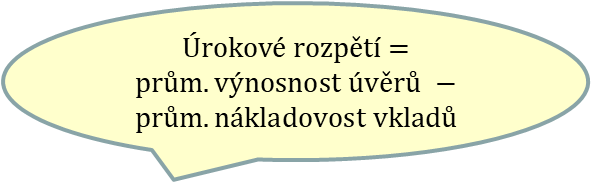 Úrokové rozpětí =
prům. výnosnost úvěrů −
prům. nákladovost vkladů